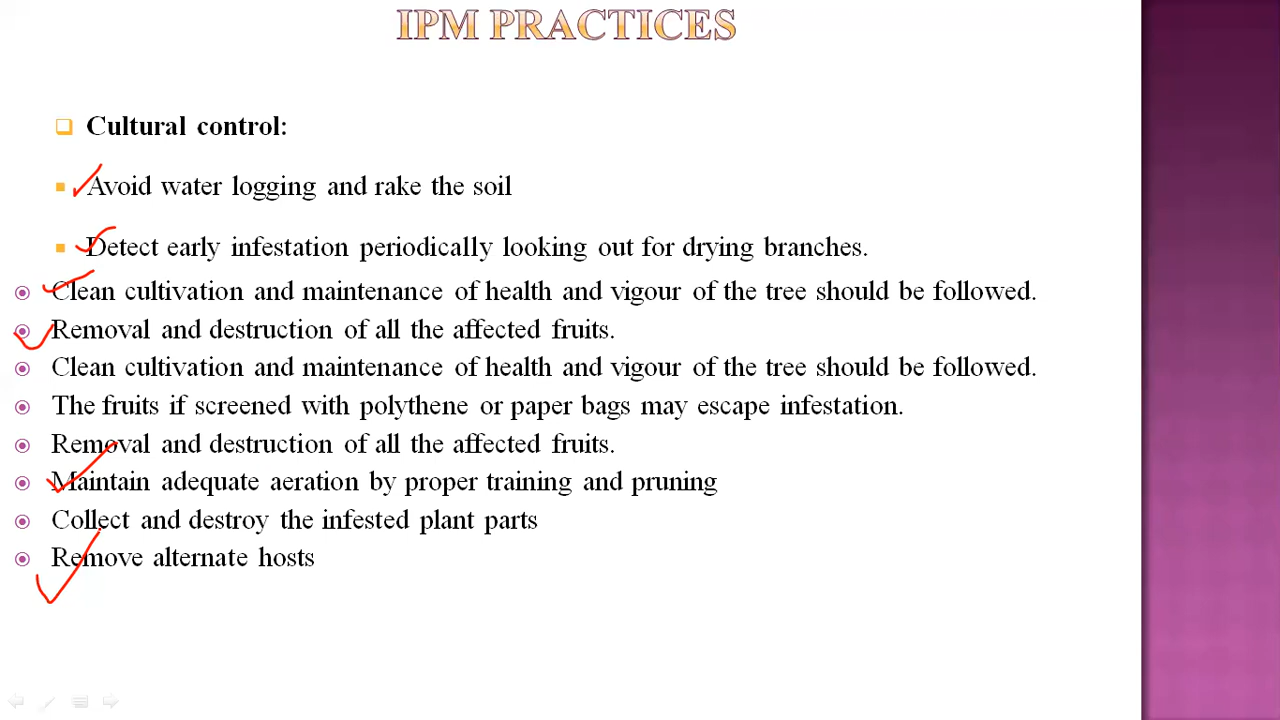 IPM PRACTICES
Cultural control:
Avoid water logging and rake the soil
Detect early infestation periodically looking out for drying branches.
Clean cultivation and maintenance of health and vigour of the tree should be followed.
Removal and destruction of all the affected fruits.
Clean cultivation and maintenance of health and vigour of the tree should be followed.
The fruits if screened with polythene or paper bags may escape infestation.
Removal and destruction of all the affected fruits.
Maintain adequate aeration by proper training and pruning
Collect and destroy the infested plant parts
Remove alternate hosts